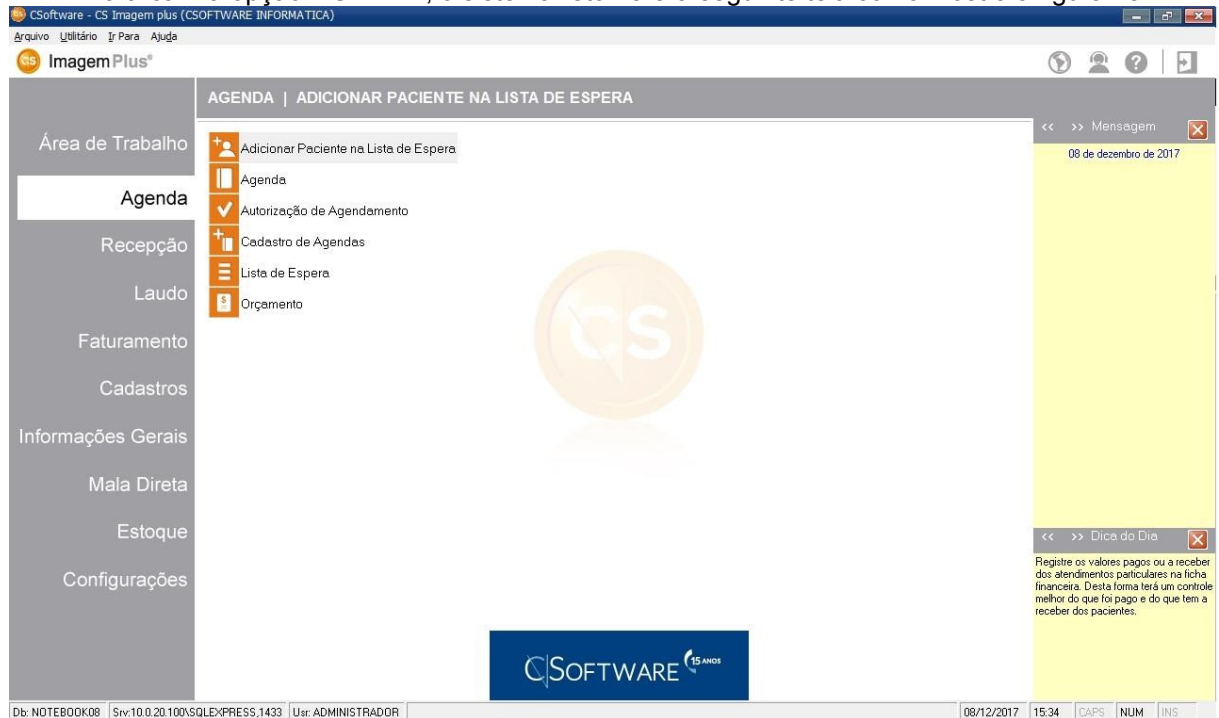 CSoftware - CS Imagem plus (CSOFTWARE INFORMATICA)
Arquivo Utilitário Ir Para Ajuda
CS Imagem Plus®
AGENDA | ADICIONAR PACIENTE NA LISTA DE ESPERA
Área de Trabalho
Agenda
Recepção
Laudo
Faturamento
Cadastros
Informações Gerais
Mala Direta
Estoque
Configurações
Adicionar Paciente na Lista de Espera
Agenda
Autorização de Agendamento
Cadastro de Agendas
Lista de Espera
Orçamento
CS
CSOFTWARE 15 ANOS
<< >> Mensagem
08 de dezembro de 2017
<< >> Dica do Dia
Registre os valores pagos ou a receber
dos atendimentos particulares na ficha
financeira. Desta forma terá um controle
melhor do que foi pago e do que tem a
receber dos pacientes.
Db: NOTEBOOK08 Srv:10.0.20.100\SQLEXPRESS,1433 Usr: ADMINISTRADOR 08/12/2017 15:34 CAPS NUM INS